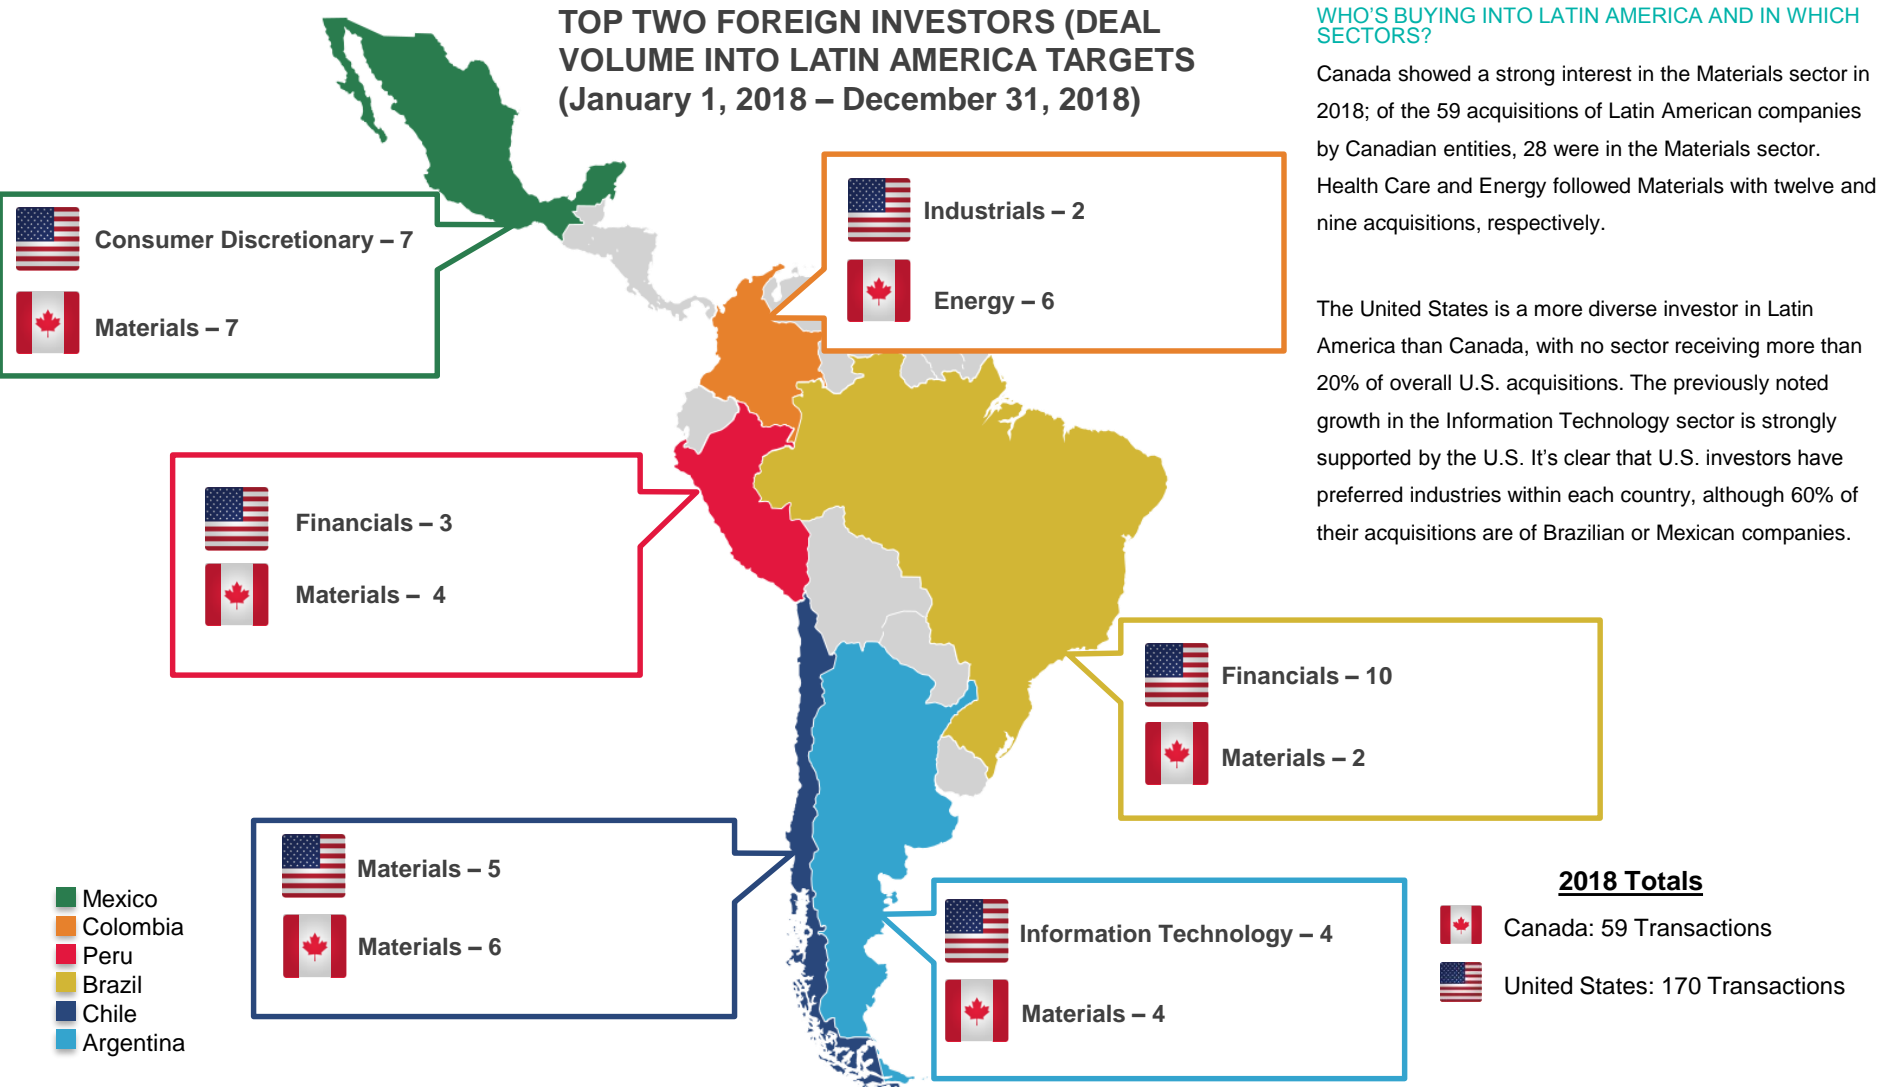 TOP TWO FOREIGN INVESTORS (DEAL
VOLUME INTO LATIN AMERICA TARGETS
(January 1, 2018 – December 31, 2018)
WHO'S BUYING INTO LATIN AMERICA AND IN WHICH
SECTORS?
Canada showed a strong interest in the Materials sector in
2018; of the 59 acquisitions of Latin American companies
by Canadian entities, 28 were in the Materials sector.
Health Care and Energy followed Materials with twelve and
nine acquisitions, respectively.
The United States is a more diverse investor in Latin
America than Canada, with no sector receiving more than
20% of overall U.S. acquisitions. The previously noted
growth in the Information Technology sector is strongly
supported by the U.S. It's clear that U.S. investors have
preferred industries within each country, although 60% of
their acquisitions are of Brazilian or Mexican companies.
Consumer Discretionary – 7
Materials – 7
Industrials – 2
Energy – 6
Financials – 3
Materials –  4
Financials – 10
Materials – 2
Materials – 5
Materials – 6
Information Technology – 4
Materials – 4
Mexico
Colombia
Peru
Brazil
Chile
Argentina
2018 Totals
Canada: 59 Transactions
United States: 170 Transactions